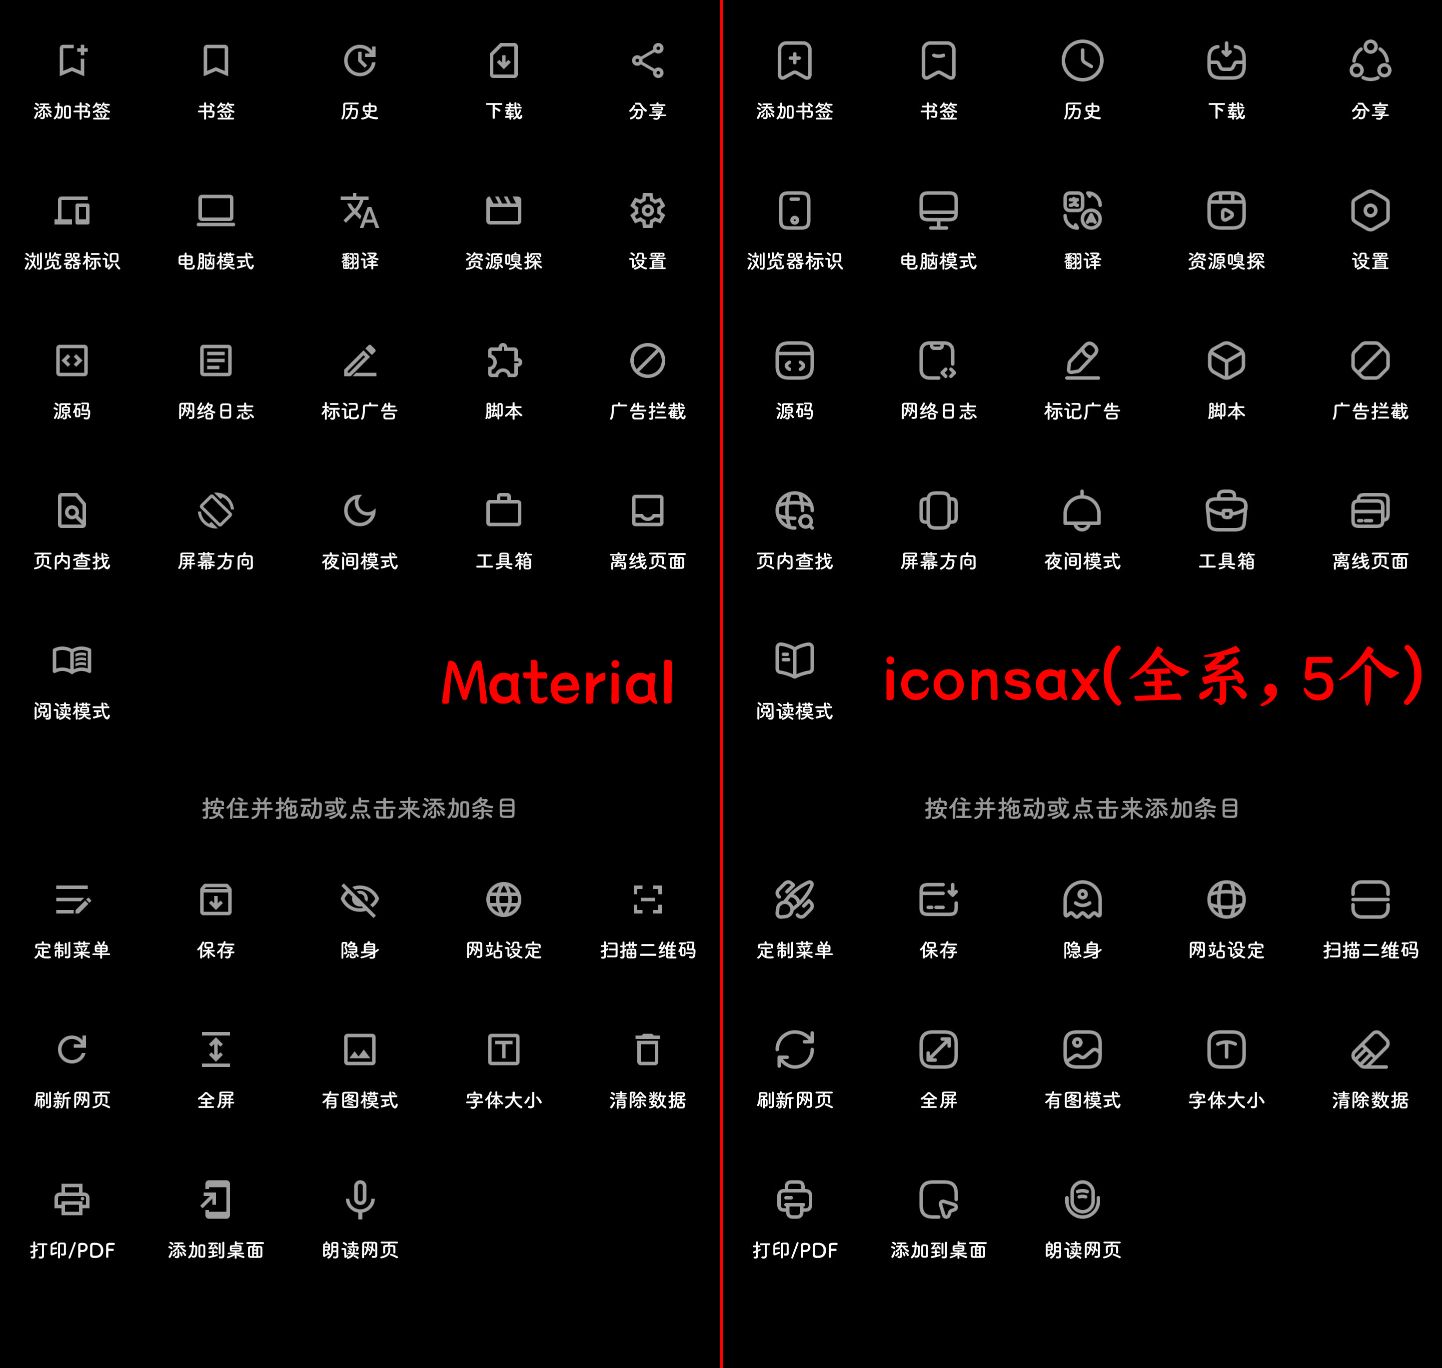 添加书签 书签 历史 下载 分享
浏览器标识 电脑模式 翻译 资源嗅探 设置
源码 网络日志 标记广告 脚本 广告拦截
页内查找 屏幕方向 夜间模式 工具箱 离线页面
阅读模式
Material
按住并拖动或点击来添加条目
定制菜单 保存 隐身 网站设定 扫描二维码
刷新网页 全屏 有图模式 字体大小 清除数据
打印/PDF 添加到桌面 朗读网页
添加书签 书签 历史 下载 分享
浏览器标识 电脑模式 翻译 资源嗅探 设置
源码 网络日志 标记广告 脚本 广告拦截
页内查找 屏幕方向 夜间模式 工具箱 离线页面
阅读模式
iconsax(全系，5个)
按住并拖动或点击来添加条目
定制菜单 保存 隐身 网站设定 扫描二维码
刷新网页 全屏 有图模式 字体大小 清除数据
打印/PDF 添加到桌面 朗读网页